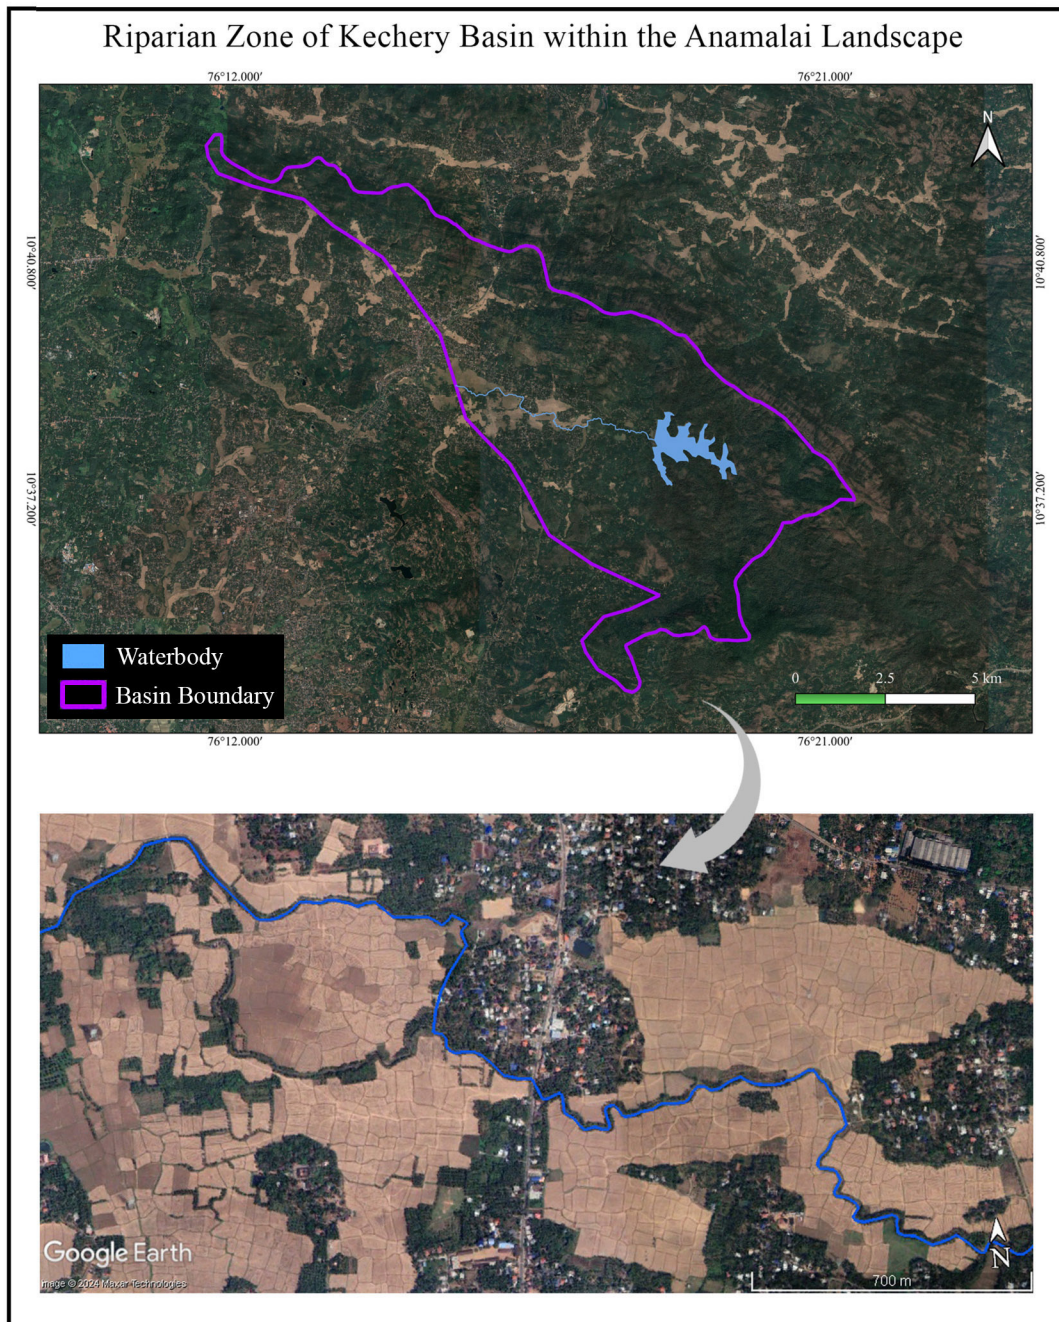 Riparian Zone of Kechery Basin within the Anamalai Landscape
76°12.000′ 76°21.000′
N
10°40.800′ 10°40.800′
10°37.200′ 10°37.200′
Waterbody
Basin Boundary
0 2.5 5 km
76°12.000′ 76°21.000′
N
Google Earth
700 m
Image © 2024 Maxar Technologies